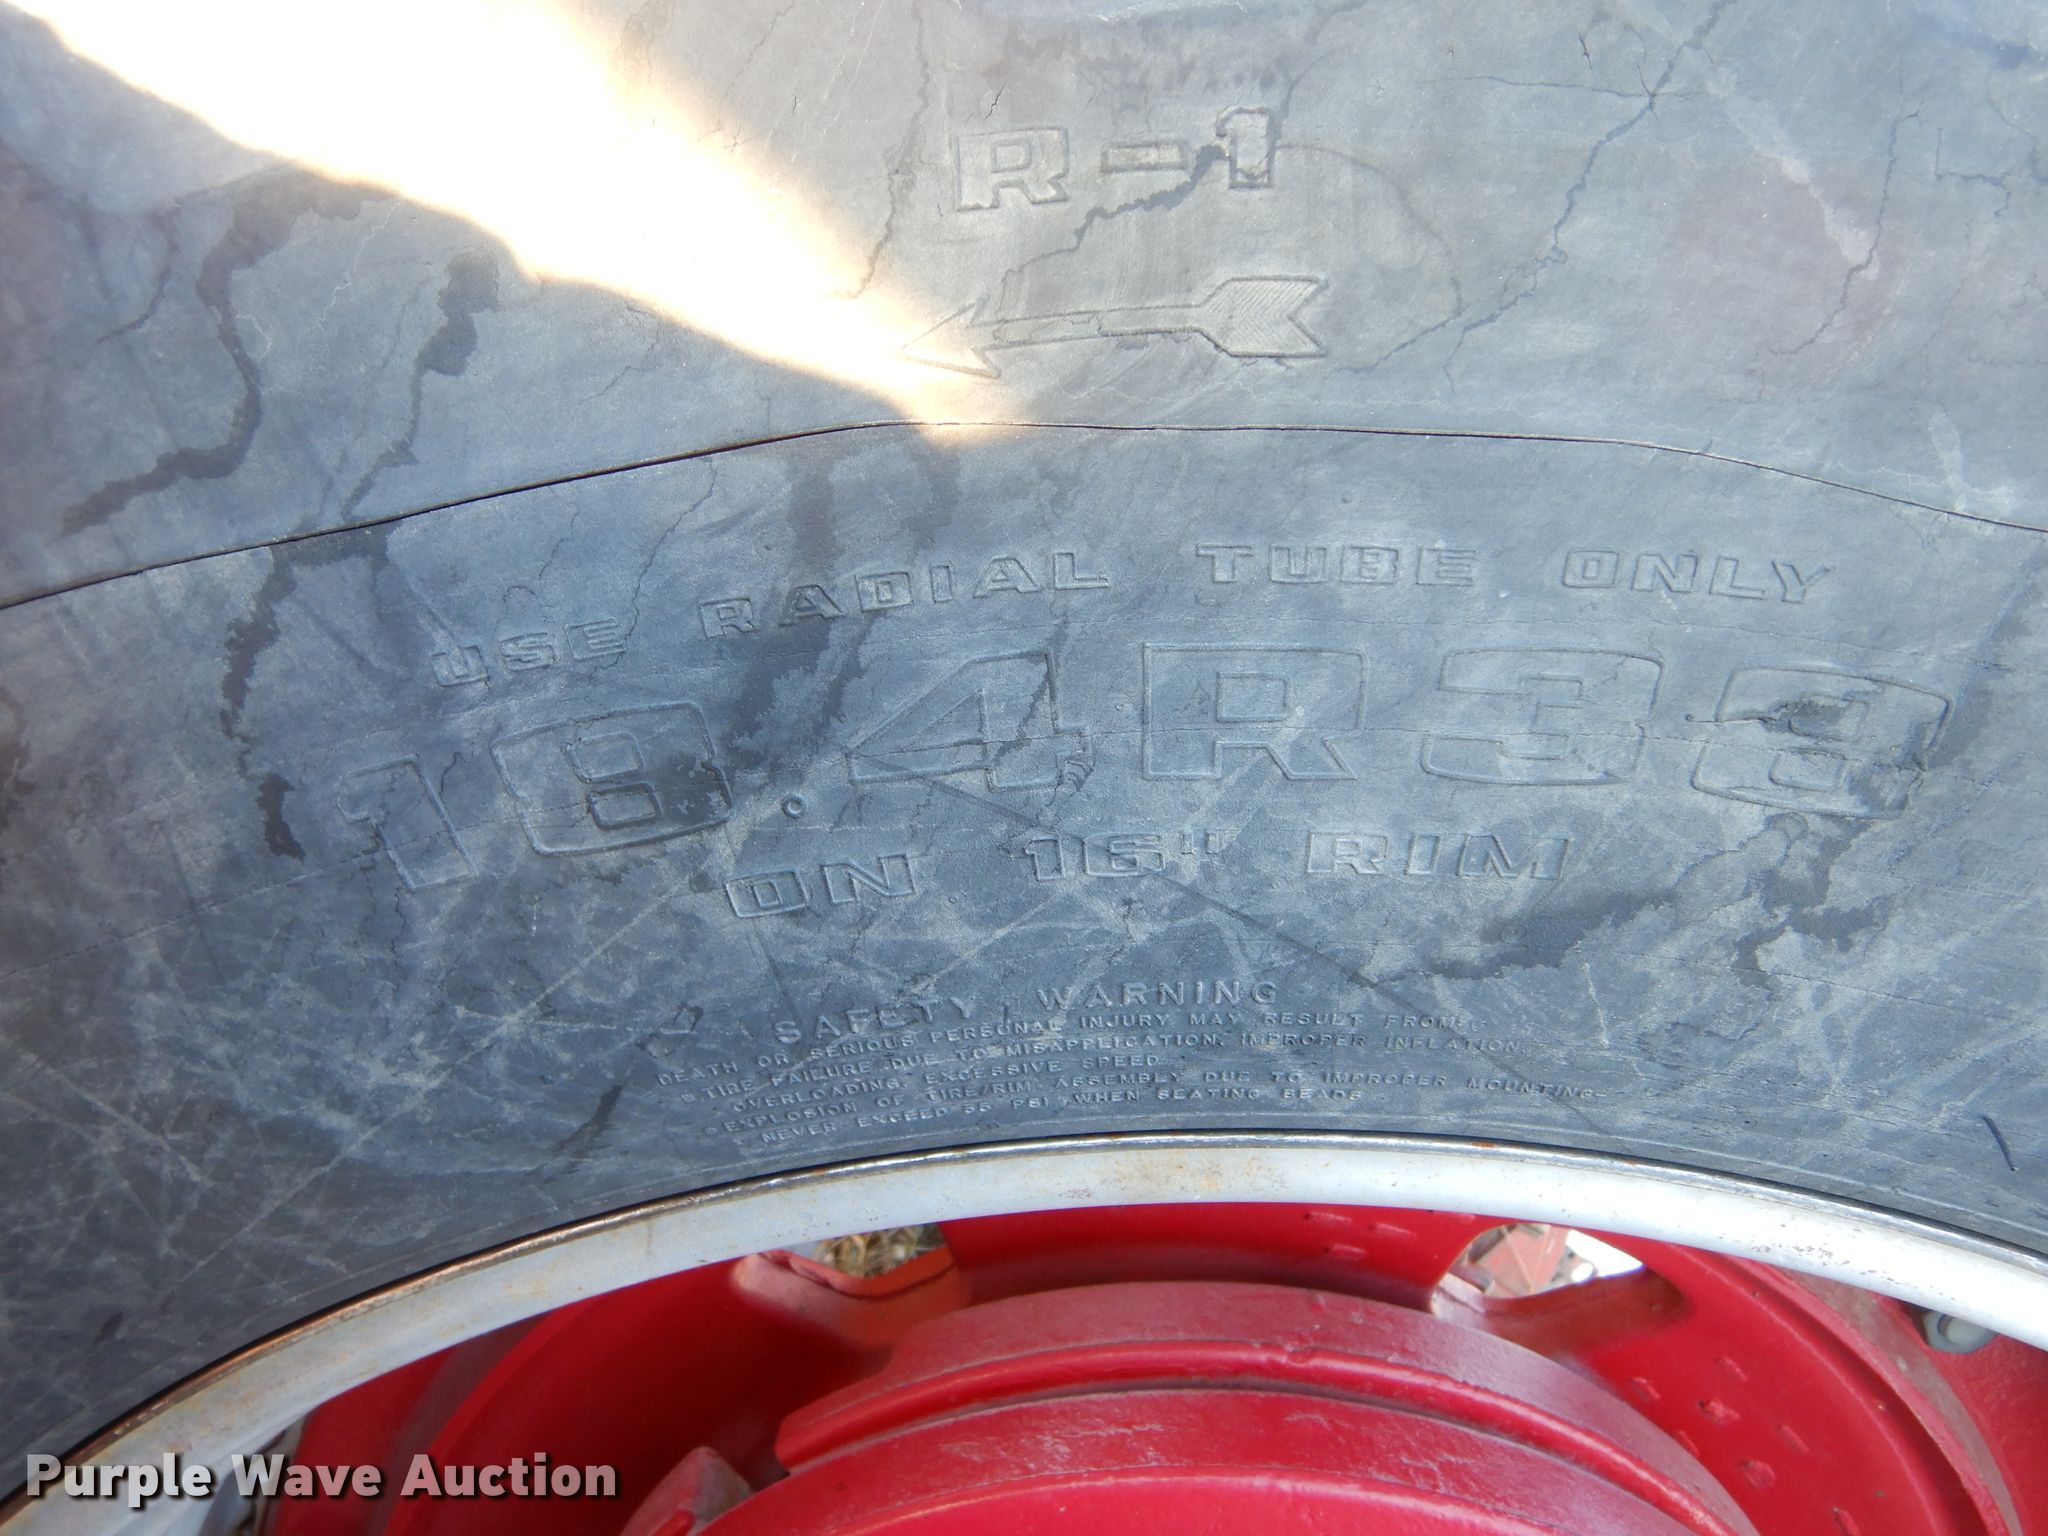 R-1
USE RADIAL TUBE ONLY
18.4R38
ON 16" RIM
SAFETY WARNING
DEATH OR SERIOUS PERSONAL INJURY MAY RESULT FROM:
TIRE FAILURE DUE TO MISAPPLICATION, IMPROPER INFLATION,
OVERLOADING, EXCESSIVE SPEED
EXPLOSION OF TIRE/RIM ASSEMBLY DUE TO IMPROPER MOUNTING-
NEVER EXCEED 35 PSI WHEN SEATING BEADS
Purple Wave Auction